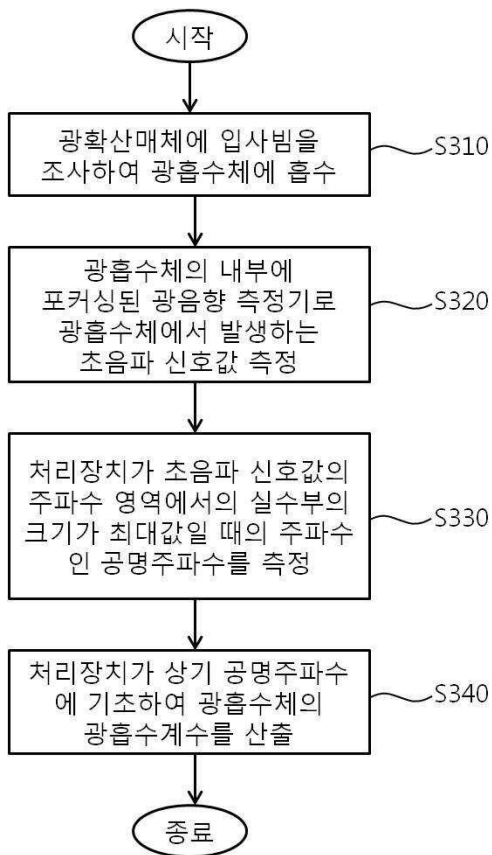 시작
광확산매체에 입사빔을
조사하여 광흡수체에 흡수
S310
광흡수체의 내부에
포커싱된 광음향 측정기로
광흡수체에서 발생하는
초음파 신호값 측정
S320
처리장치가 초음파 신호값의
주파수 영역에서의 실수부의
크기가 최대값일 때의 주파수
인 공명주파수를 측정
S330
처리장치가 상기 공명주파수
에 기초하여 광흡수체의
광흡수계수를 산출
S340
종료